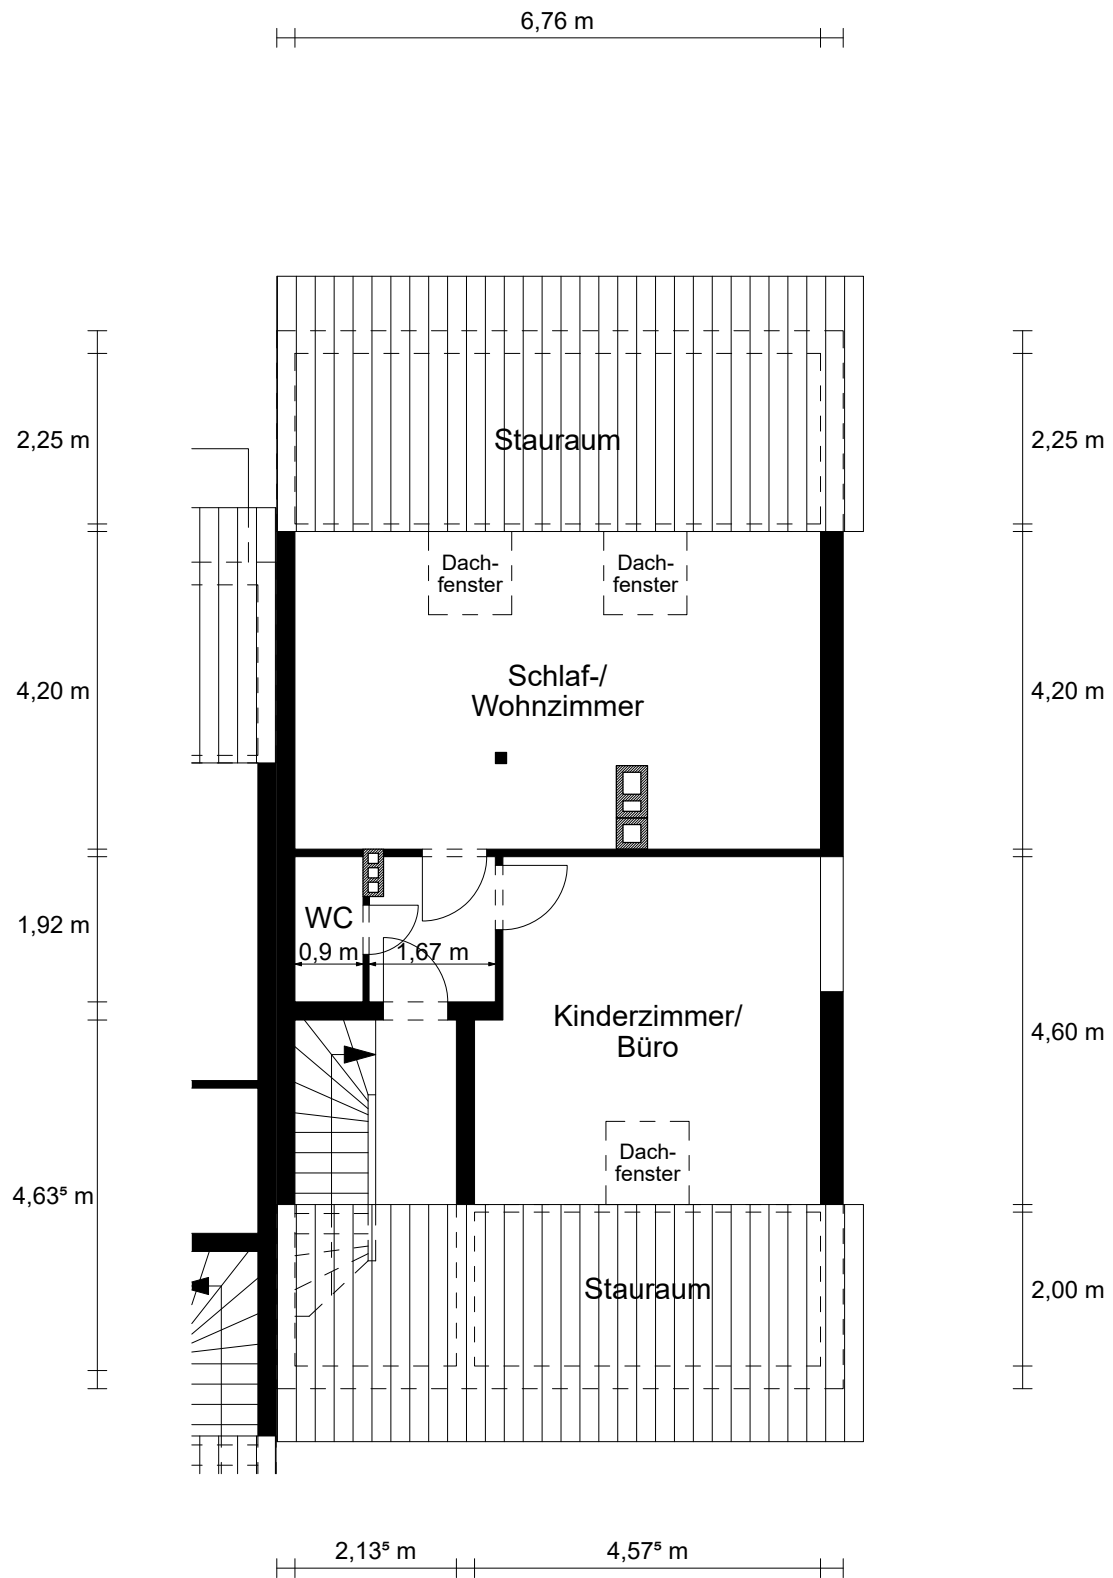 6,76 m
2,25 m
Stauraum
2,25 m
Dach-
fenster
Dach-
fenster
4,20 m
Schlaf-/
Wohnzimmer
4,20 m
1,92 m
WC
0,9 m
1,67 m
Kinderzimmer/
Büro
4,60 m
Dach-
fenster
4,63⁵ m
Stauraum
2,00 m
2,13⁵ m
4,57⁵ m